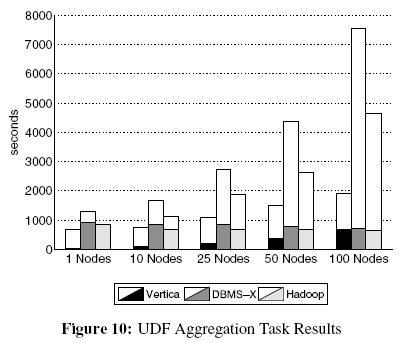 8000
7000
6000
5000
4000
3000
2000
1000
0
seconds
1 Nodes 10 Nodes 25 Nodes 50 Nodes 100 Nodes
Vertica DBMS−X Hadoop
Figure 10: UDF Aggregation Task Results